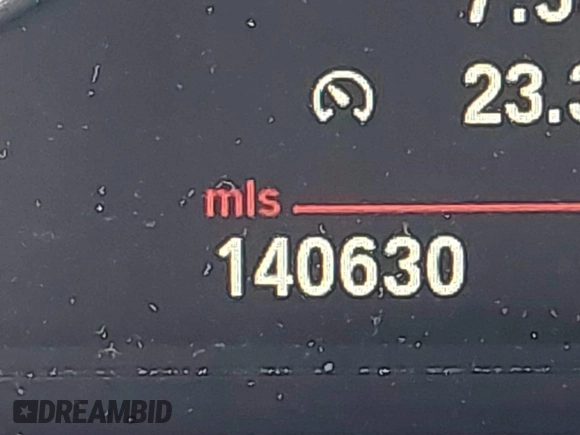 23.
mls
140630
DREAMBID